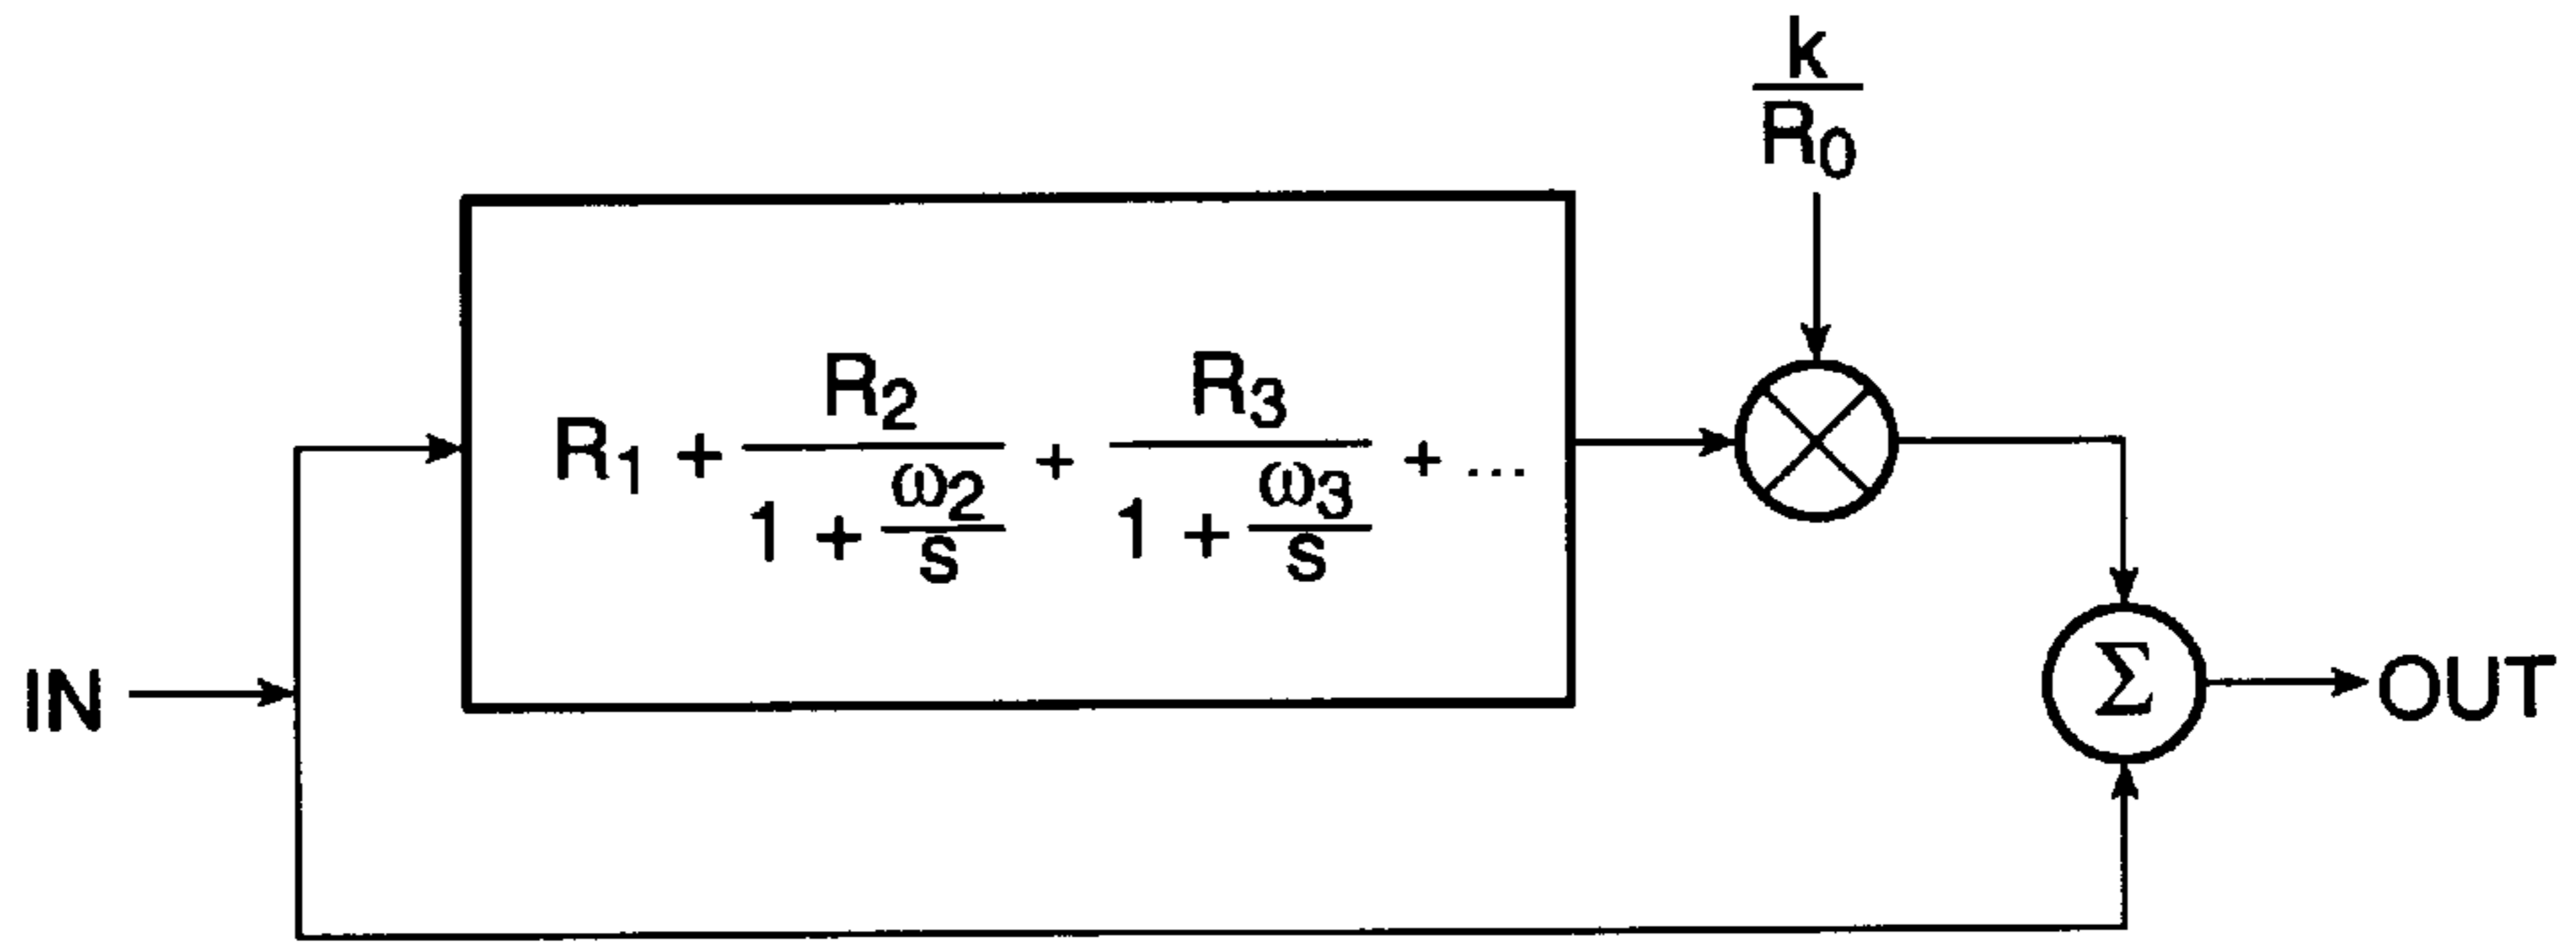 k
R₀
R₁ + R₂ / (1 + ω₂/s) + R₃ / (1 + ω₃/s) + ...
IN
Σ
OUT